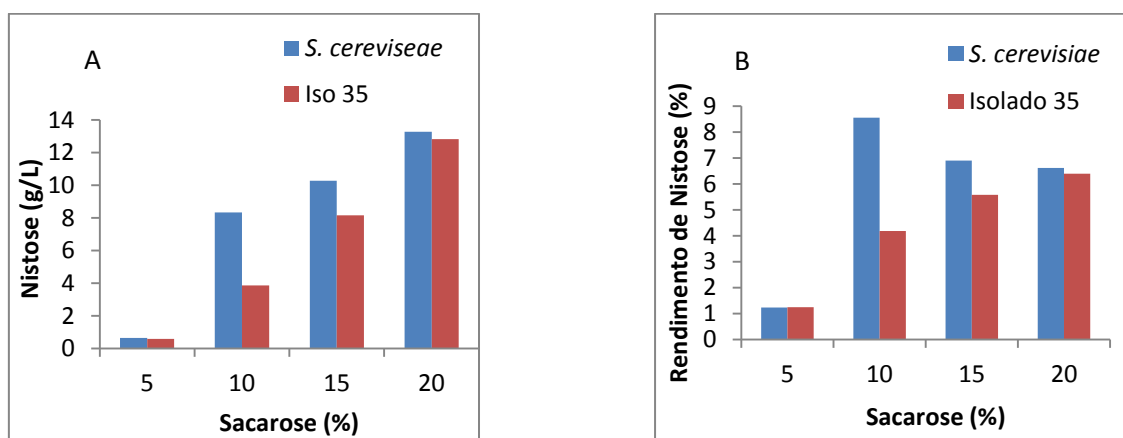 A
S. cereviseae
Iso 35
Nistose (g/L)
14
12
10
8
6
4
2
0
5 10 15 20
Sacarose (%)
B
S. cerevisiae
Isolado 35
Rendimento de Nistose (%)
9
8
7
6
5
4
3
2
1
0
5 10 15 20
Sacarose (%)